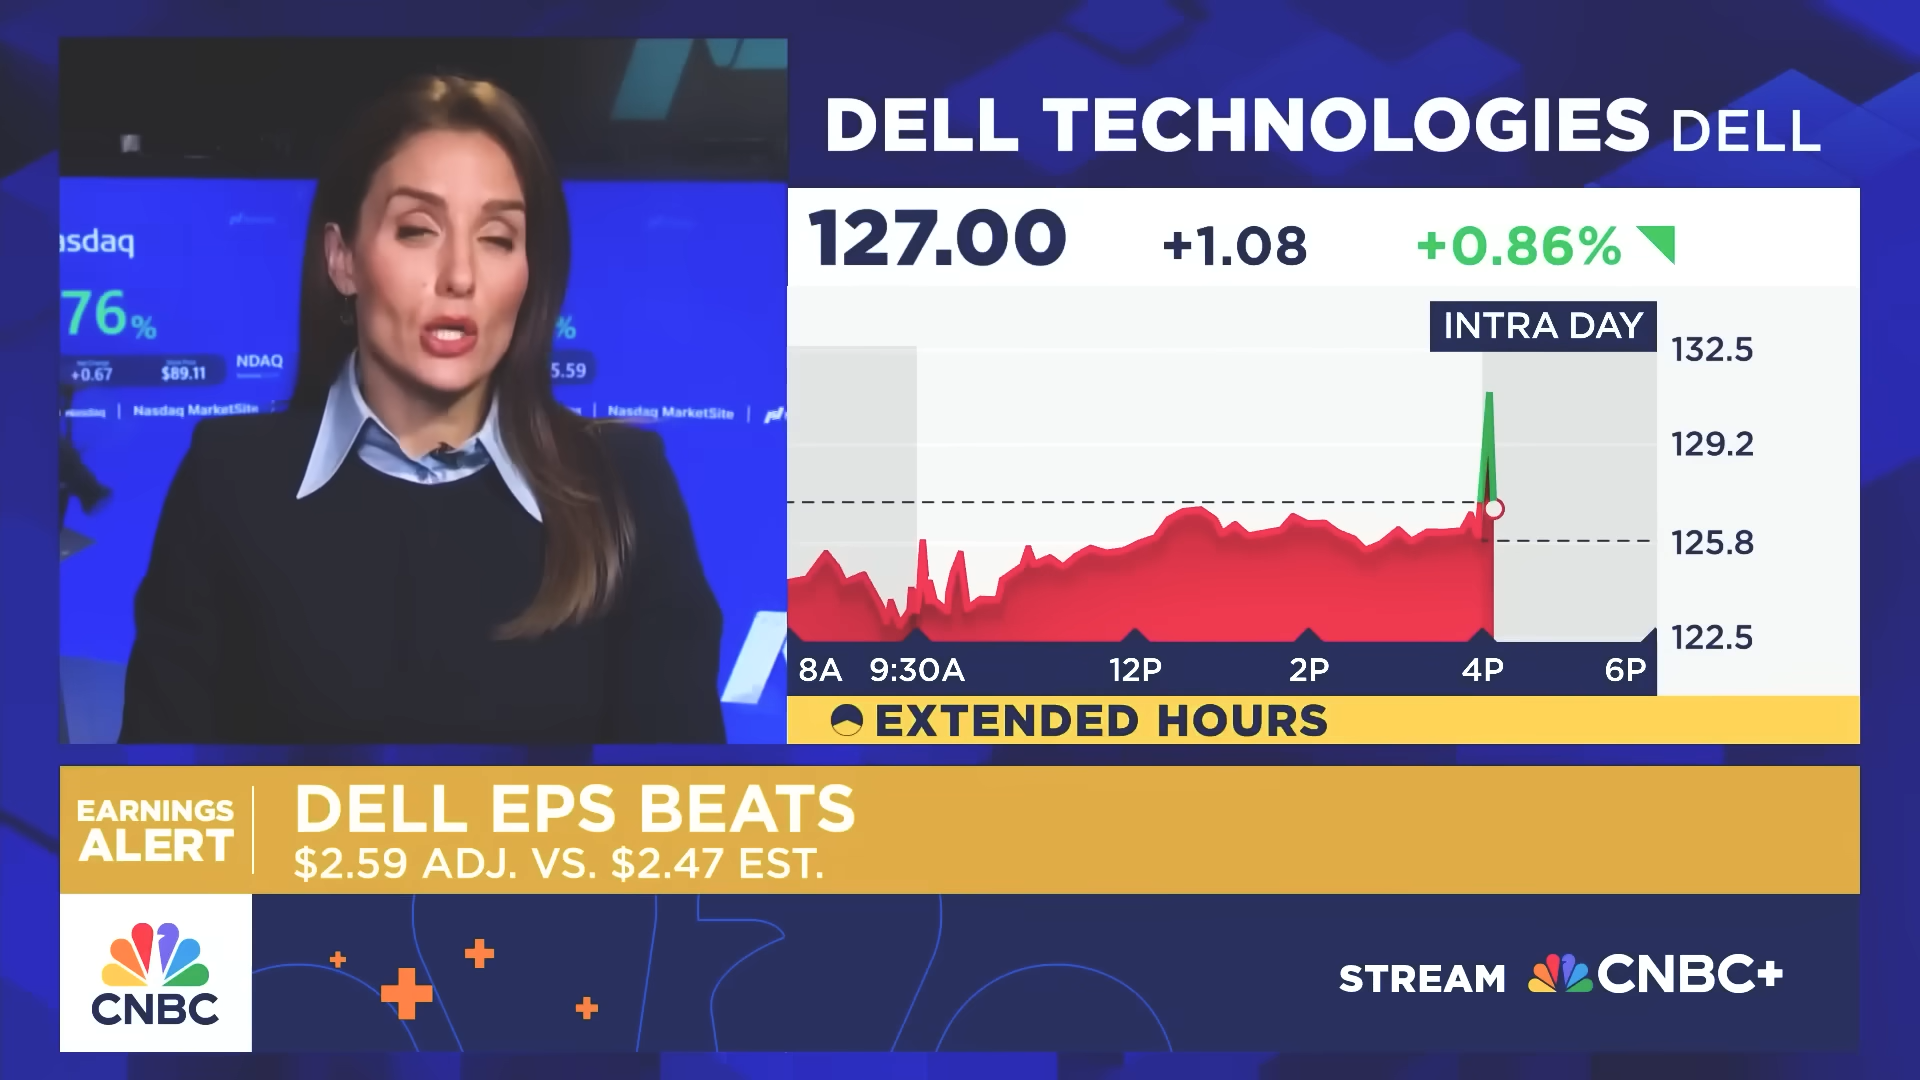 DELL TECHNOLOGIES DELL
127.00 +1.08 +0.86%
INTRA DAY
132.5
129.2
125.8
122.5
8A 9:30A 12P 2P 4P 6P
EXTENDED HOURS
asdaq
76%
%
+0.67 $89.11 NDAQ
5.59
Nasdaq MarketSite
Nasdaq MarketSite
EARNINGS
ALERT
DELL EPS BEATS
$2.59 ADJ. VS. $2.47 EST.
CNBC
STREAM CNBC+